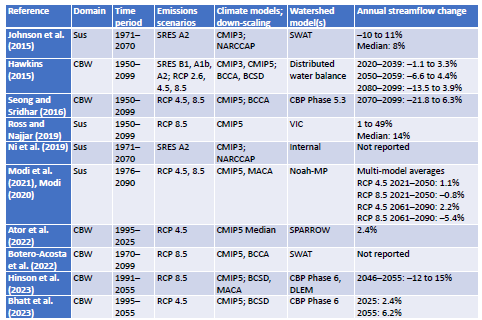 Reference Domain Time period Emissions scenarios Climate models; down-scaling Watershed model(s) Annual streamflow change
Johnson et al. (2015) Sus 1971–2070 SRES A2 CMIP3; NARCCAP SWAT –10 to 11% Median: 8%
Hawkins (2015) CBW 1950–2099 SRES B1, A1b, A2; RCP 2.6, 4.5, 8.5 CMIP3, CMIP5; BCCA, BCSD Distributed water balance 2020–2039: –1.1 to 3.3% 2050–2059: –6.6 to 4.4% 2080–2099: –13.5 to 3.9%
Seong and Sridhar (2016) CBW 1950–2099 RCP 4.5, 8.5 CMIP5; BCCA CBP Phase 5.3 2070–2099: –21.8 to 6.3%
Ross and Najjar (2019) Sus 1950–2099 RCP 8.5 CMIP5 VIC 1 to 49% Median: 14%
Ni et al. (2019) Sus 1971–2070 SRES A2 CMIP3; NARCCAP Internal Not reported
Modi et al. (2021), Modi (2020) Sus 1976–2090 RCP 4.5, 8.5 CMIP5, MACA Noah-MP Multi-model averages RCP 4.5 2021–2050: 1.1% RCP 8.5 2021–2050: –0.8% RCP 4.5 2061–2090: 2.2% RCP 8.5 2061–2090: –5.4%
Ator et al. (2022) CBW 1995–2025 RCP 4.5 CMIP5 Median SPARROW 2.4%
Botero-Acosta et al. (2022) CBW 1970–2099 RCP 8.5 CMIP5, BCCA SWAT Not reported
Hinson et al. (2023) CBW 1991–2055 RCP 8.5 CMIP5; BCSD, MACA CBP Phase 6, DLEM 2046–2055: –12 to 15%
Bhatt et al. (2023) CBW 1995–2055 RCP 4.5 CMIP5; BCSD CBP Phase 6 2025: 2.4% 2055: 6.2%